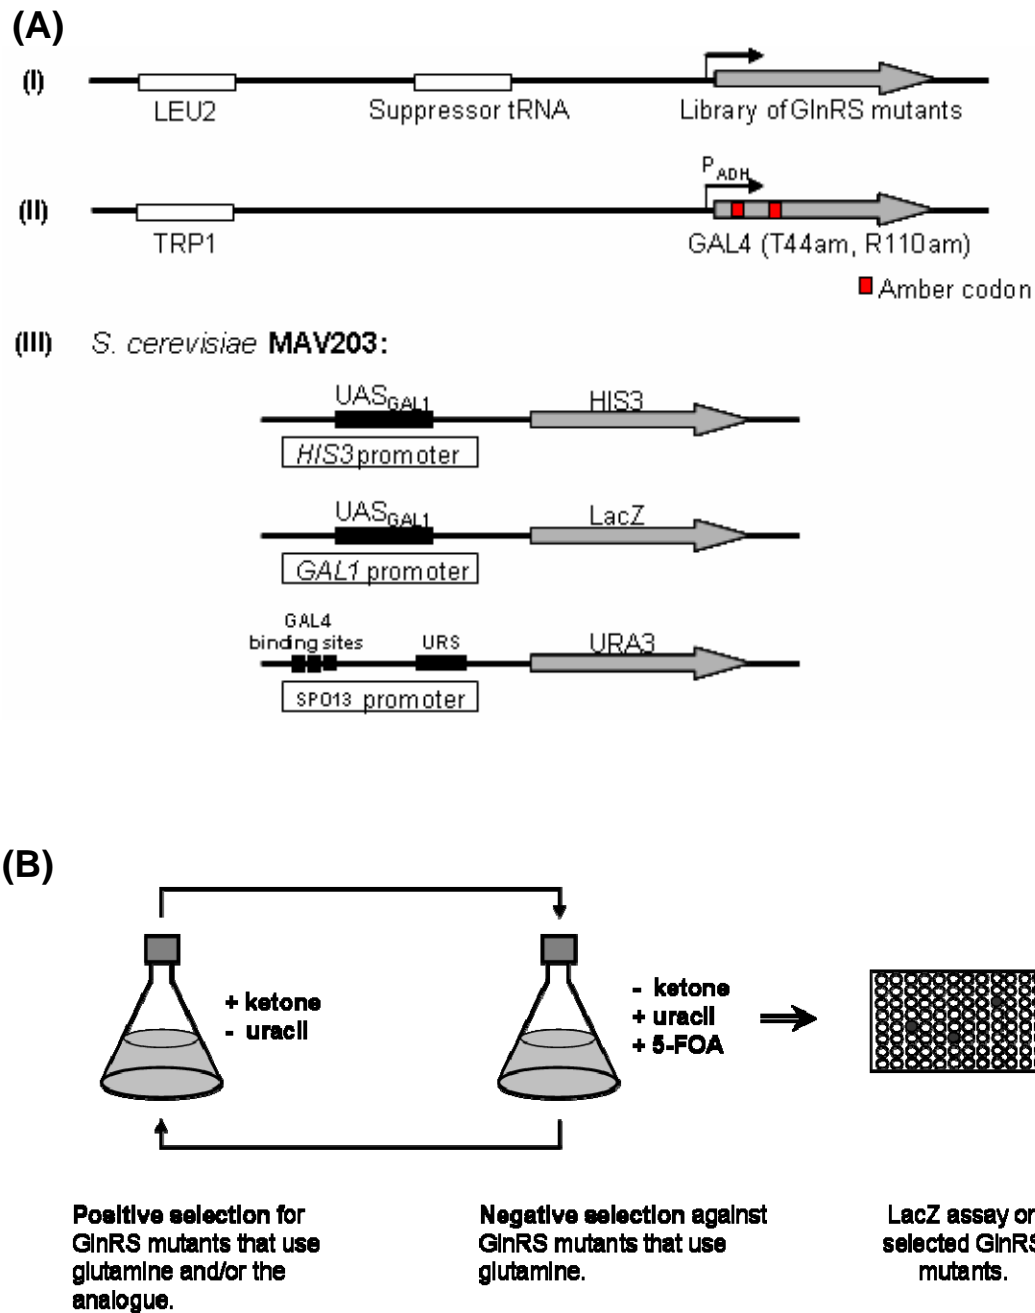 (A)
(I)
LEU2
Suppressor tRNA
Library of GlnRS mutants
(II)
P ADH
TRP1
GAL4 (T44am, R110am)
Amber codon
(III) S. cerevisiae MAV203:
UASGAL1
HIS3
HIS3 promoter
UASGAL1
LacZ
GAL1 promoter
GAL4
binding sites
URS
URA3
SPO13 promoter
(B)
+ ketone
- uracil
- ketone
+ uracil
+ 5-FOA
Positive selection for
GlnRS mutants that use
glutamine and/or the
analogue.
Negative selection against
GlnRS mutants that use
glutamine.
LacZ assay on
selected GlnRS
mutants.